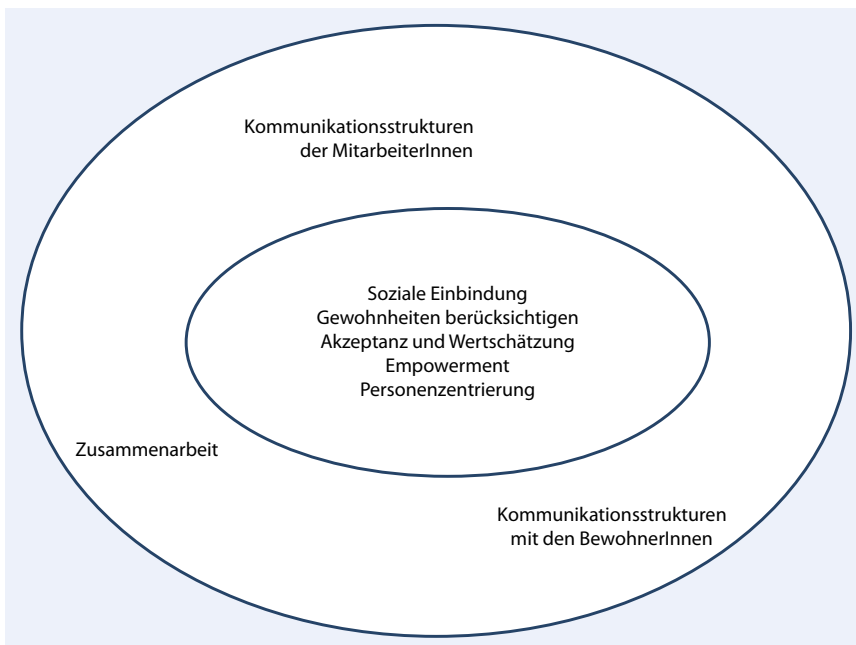 Kommunikationsstrukturen
der MitarbeiterInnen
Soziale Einbindung
Gewohnheiten berücksichtigen
Akzeptanz und Wertschätzung
Empowerment
Personenzentrierung
Zusammenarbeit
Kommunikationsstrukturen
mit den BewohnerInnen